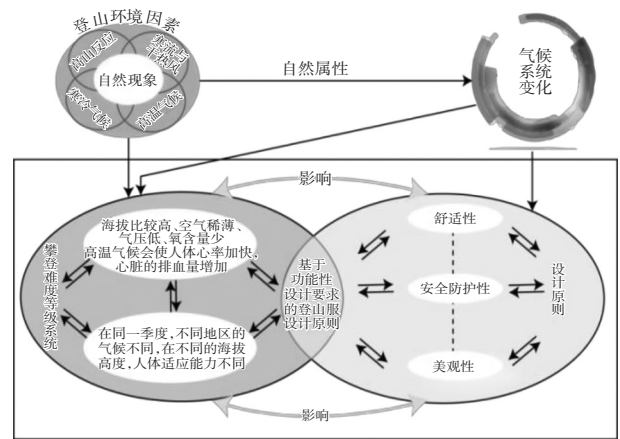 登山环境因素
高山反应
寒流与
干热风
自然现象
寒冷气候
高温气候
自然属性
气候
系统
变化
影响
攀登难度等级系统
海拔比较高、空气稀薄、
气压低、氧含量少
高温气候会使人体心率加快,
心脏的排血量增加
在同一季度,不同地区的
气候不同,在不同的海拔
高度,人体适应能力不同
基于
功能性
设计要求
的登山服
设计原则
舒适性
安全防护性
美观性
设计原则
影响